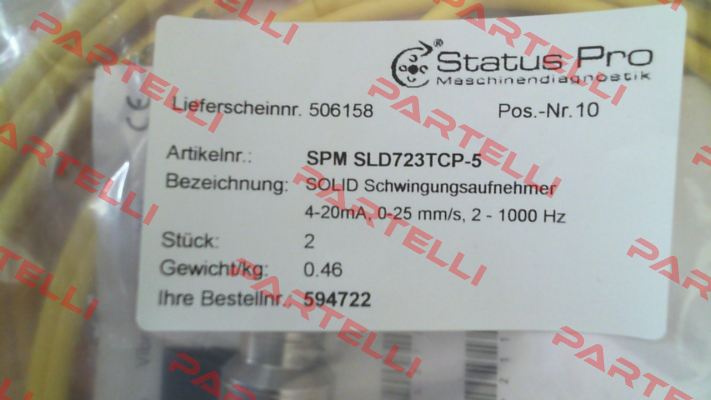 Status Pro
Maschinendiagnostik
Lieferscheinnr. 506158 Pos.-Nr. 10
Artikelnr.: SPM SLD723TCP-5
Bezeichnung: SOLID Schwingungsaufnehmer
4-20mA, 0-25 mm/s, 2 - 1000 Hz
Stück: 2
Gewicht/kg: 0.46
Ihre Bestellnr. 594722
CE
PARTELLI
PARTELLI
PARTELLI
PARTELLI
PARTELLI
PARTELLI
PARTELLI